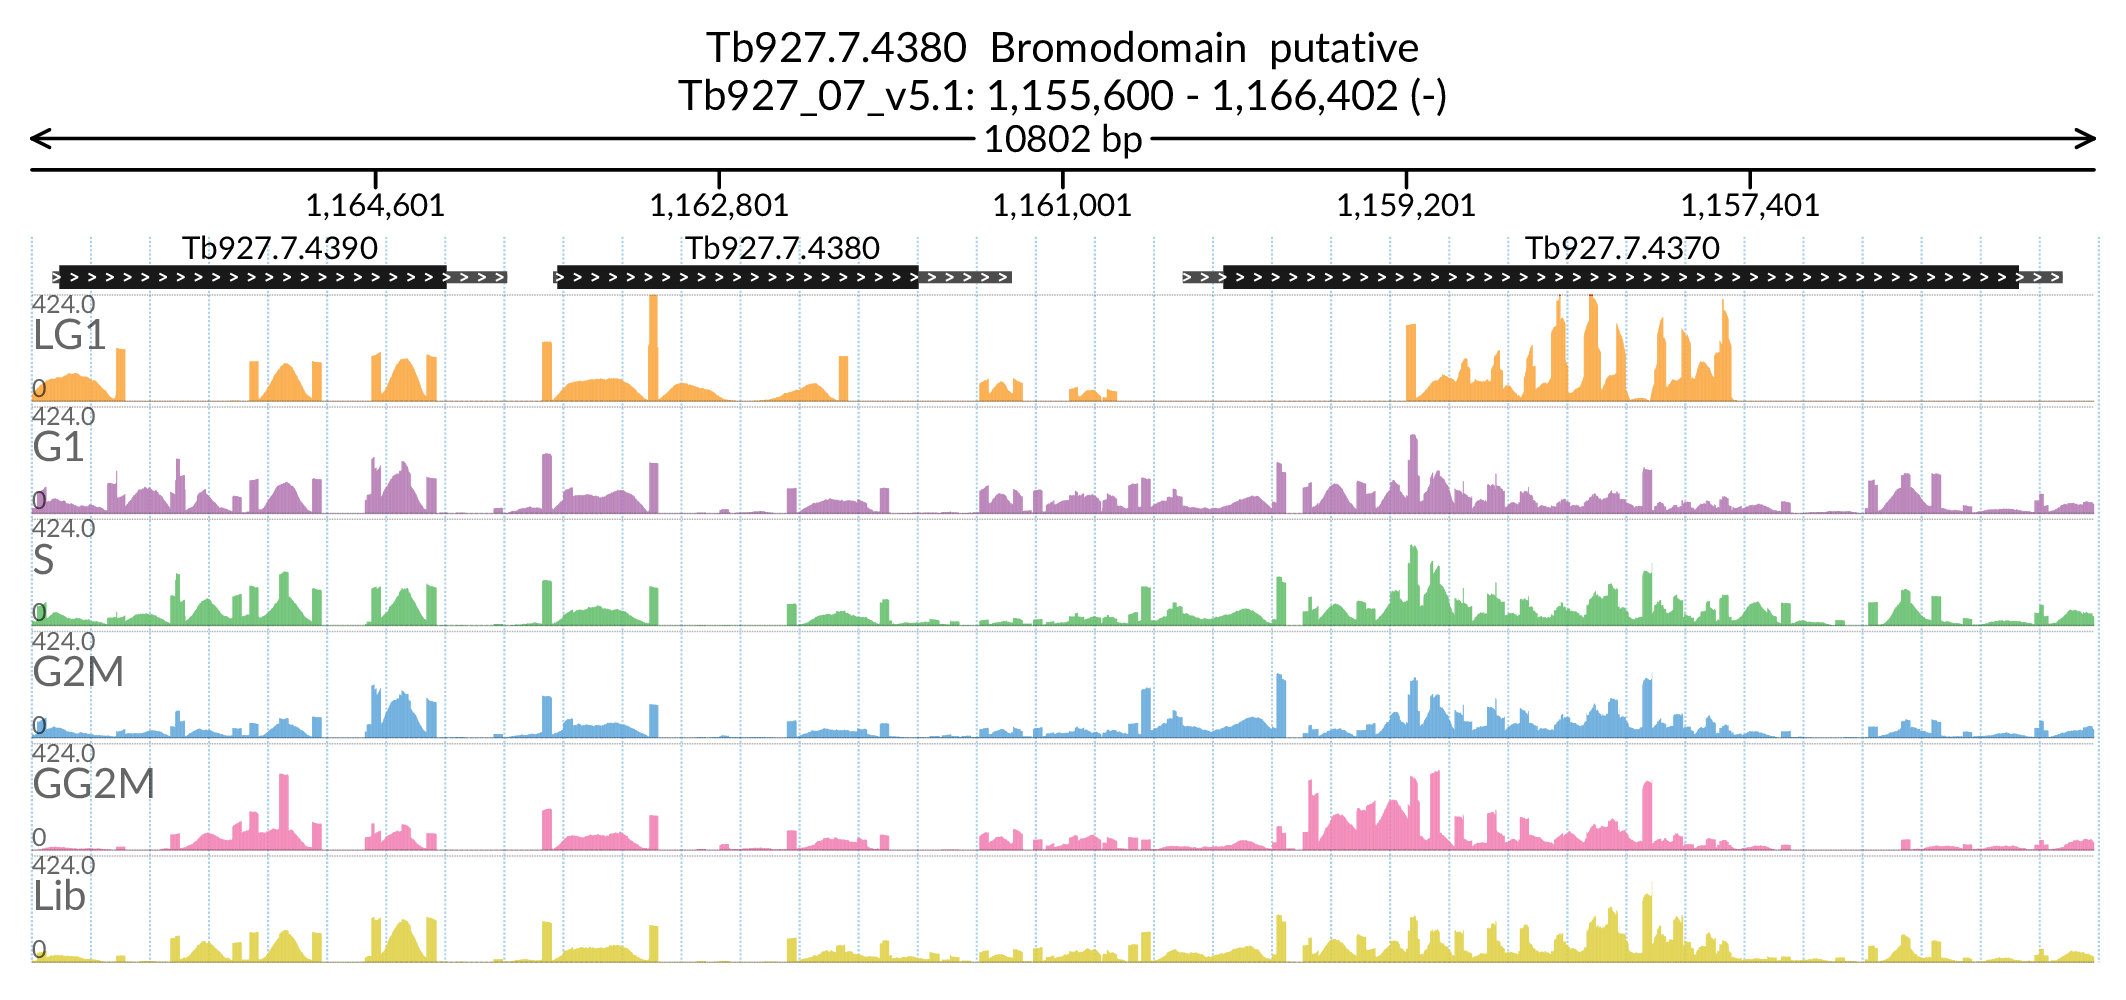 Tb927.7.4380 Bromodomain putative
Tb927_07_v5.1: 1,155,600 - 1,166,402 (-)
10802 bp
1,164,601 1,162,801 1,161,001 1,159,201 1,157,401
Tb927.7.4390 Tb927.7.4380 Tb927.7.4370
424.0
LG1
0
424.0
G1
0
424.0
S
0
424.0
G2M
0
424.0
GG2M
0
424.0
Lib
0